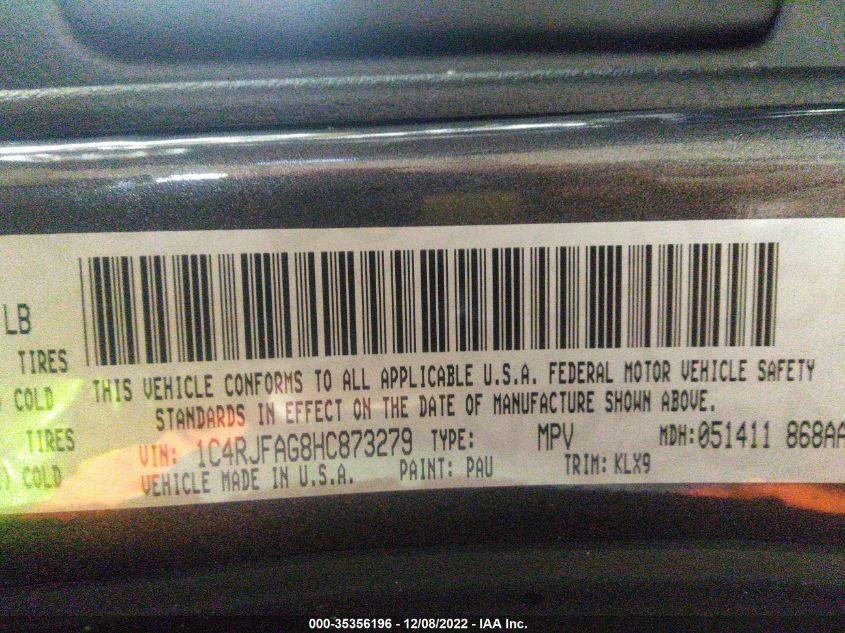 LB
TIRES
COLD
THIS VEHICLE CONFORMS TO ALL APPLICABLE U.S.A. FEDERAL MOTOR VEHICLE SAFETY
STANDARDS IN EFFECT ON THE DATE OF MANUFACTURE SHOWN ABOVE.
TIRES
VIN: 1C4RJFAG8HC873279 TYPE: MPV MDH:051411 868AA
COLD
VEHICLE MADE IN U.S.A. PAINT: PAU TRIM: KLX9
000-35356196 - 12/08/2022 - IAA Inc.